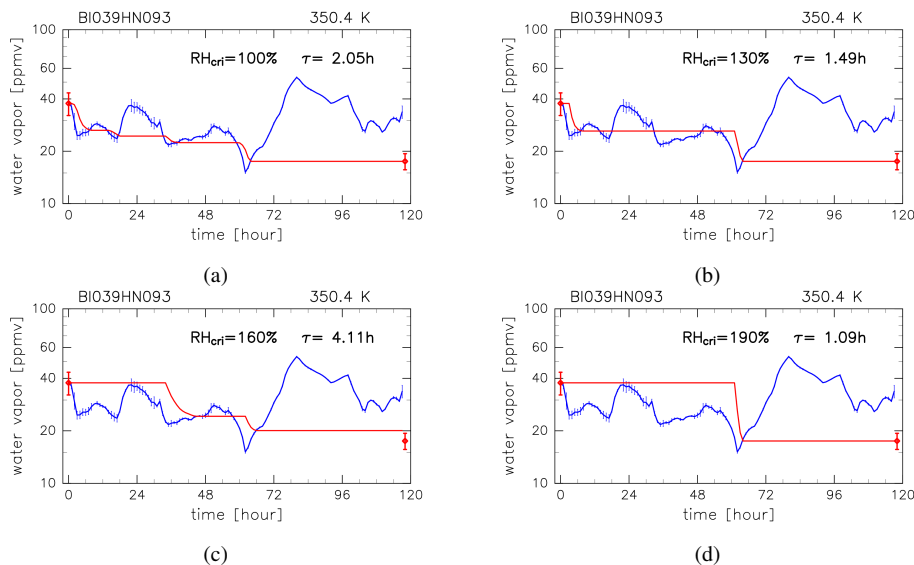 BI039HN093 350.4 K
RHcri=100% τ= 2.05h
water vapor [ppmv]
100
60
40
20
10
0 24 48 72 96 120
time [hour]
(a)
BI039HN093 350.4 K
RHcri=130% τ= 1.49h
water vapor [ppmv]
100
60
40
20
10
0 24 48 72 96 120
time [hour]
(b)
BI039HN093 350.4 K
RHcri=160% τ= 4.11h
water vapor [ppmv]
100
60
40
20
10
0 24 48 72 96 120
time [hour]
(c)
BI039HN093 350.4 K
RHcri=190% τ= 1.09h
water vapor [ppmv]
100
60
40
20
10
0 24 48 72 96 120
time [hour]
(d)